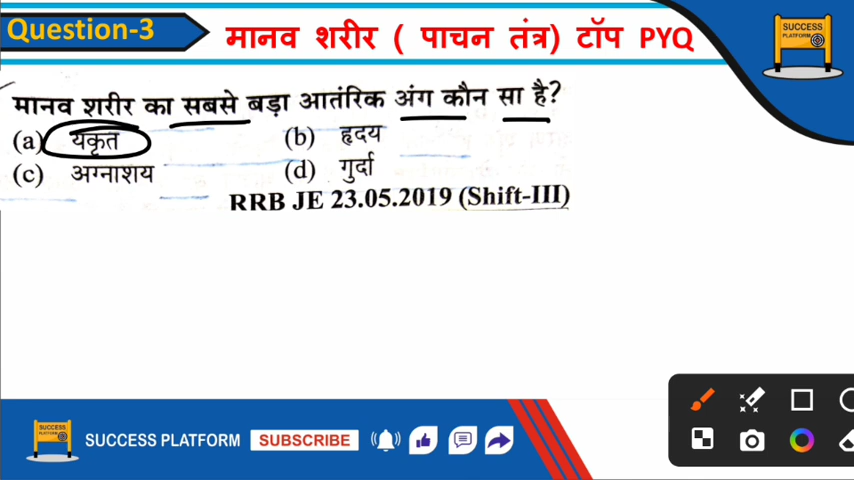 Question-3
मानव शरीर ( पाचन तंत्र) टॉप PYQ
SUCCESS
PLATFORM
मानव शरीर का सबसे बड़ा आतंरिक अंग कौन सा है?
(a) यकृत (b) हृदय
(c) अग्नाशय (d) गुर्दा
RRB JE 23.05.2019 (Shift-III)
SUCCESS
PLATFORM
SUCCESS PLATFORM SUBSCRIBE